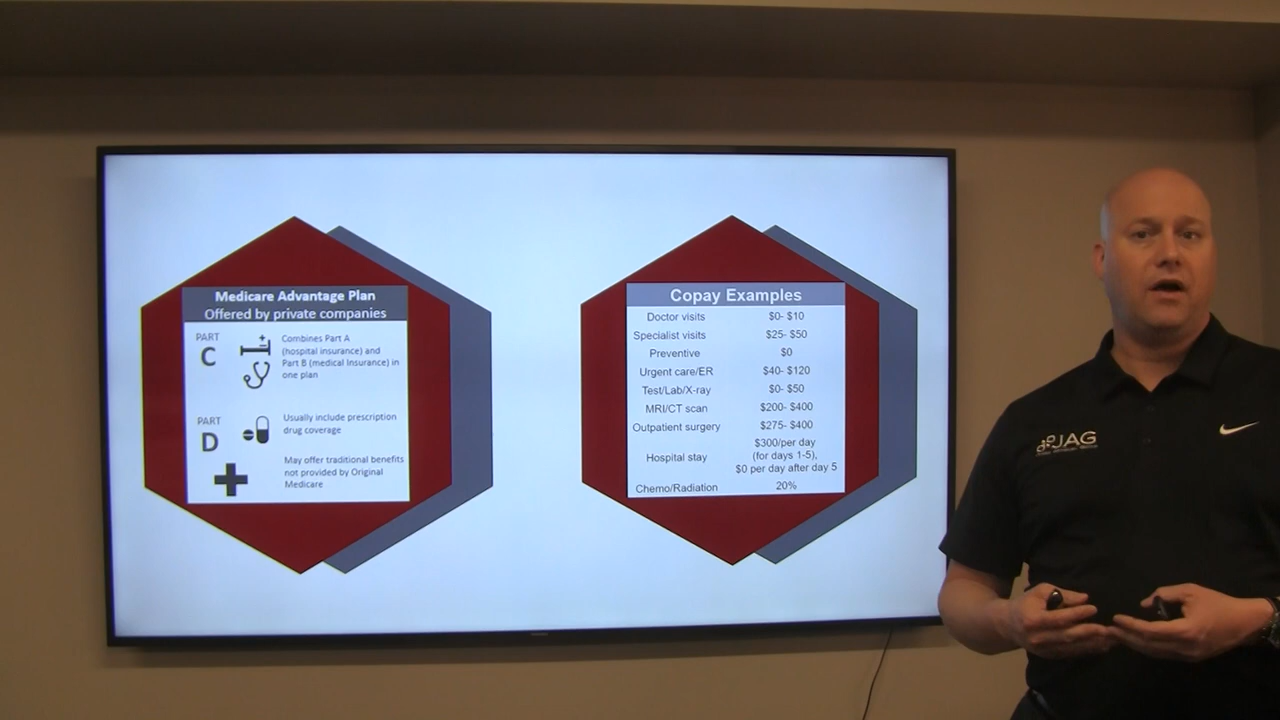 Medicare Advantage Plan
Offered by private companies
PART
C
Combines Part A
(hospital insurance) and
Part B (medical Insurance) in
one plan
PART
D
Usually include prescription
drug coverage
May offer traditional benefits
not provided by Original
Medicare
Copay Examples
Doctor visits $0- $10
Specialist visits $25- $50
Preventive $0
Urgent care/ER $40- $120
Test/Lab/X-ray $0- $50
MRI/CT scan $200- $400
Outpatient surgery $275- $400
Hospital stay $300/per day
(for days 1-5),
$0 per day after day 5
Chemo/Radiation 20%
JAG